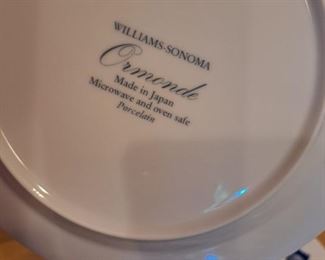 WILLIAMS-SONOMA
Ormonde
Made in Japan
Microwave and oven safe
Porcelain